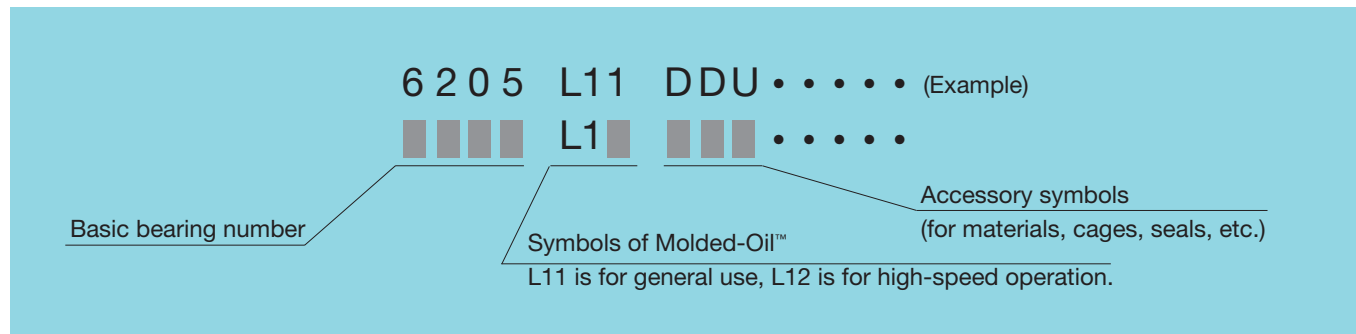 6205 L11 DDU • • • • • (Example)
L1 • • • • •
Basic bearing number
Symbols of Molded-Oil™
L11 is for general use, L12 is for high-speed operation.
Accessory symbols
(for materials, cages, seals, etc.)